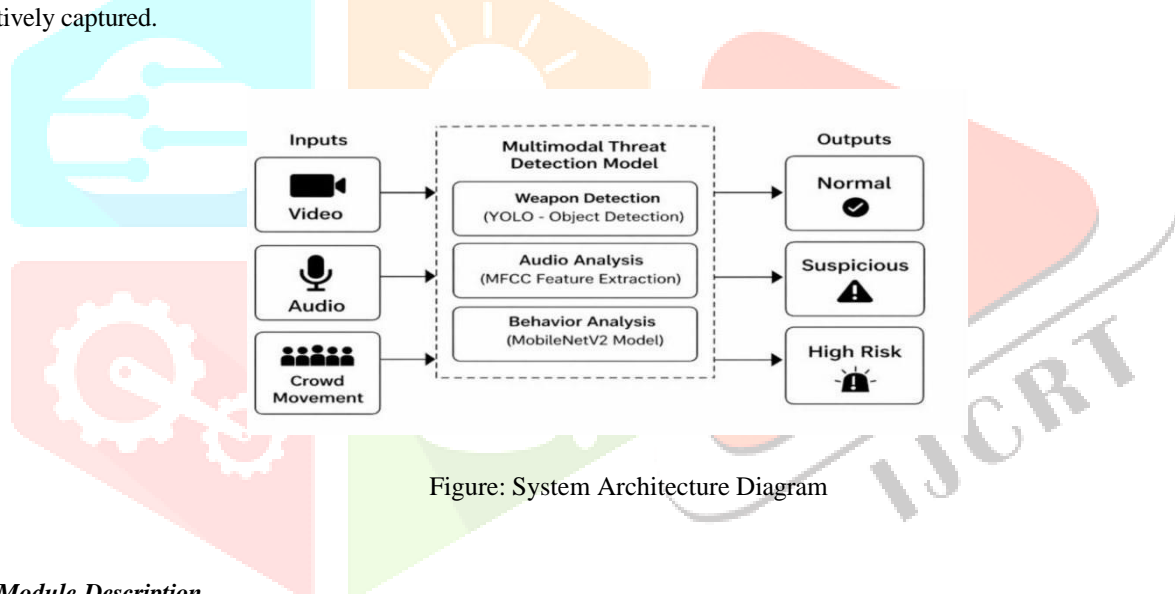 captured.
Inputs
Video
Audio
Crowd
Movement
Multimodal Threat
Detection Model
Weapon Detection
(YOLO - Object Detection)
Audio Analysis
(MFCC Feature Extraction)
Behavior Analysis
(MobileNetV2 Model)
Outputs
Normal
Suspicious
High Risk
IJCRT
Figure: System Architecture Diagram
Module Description